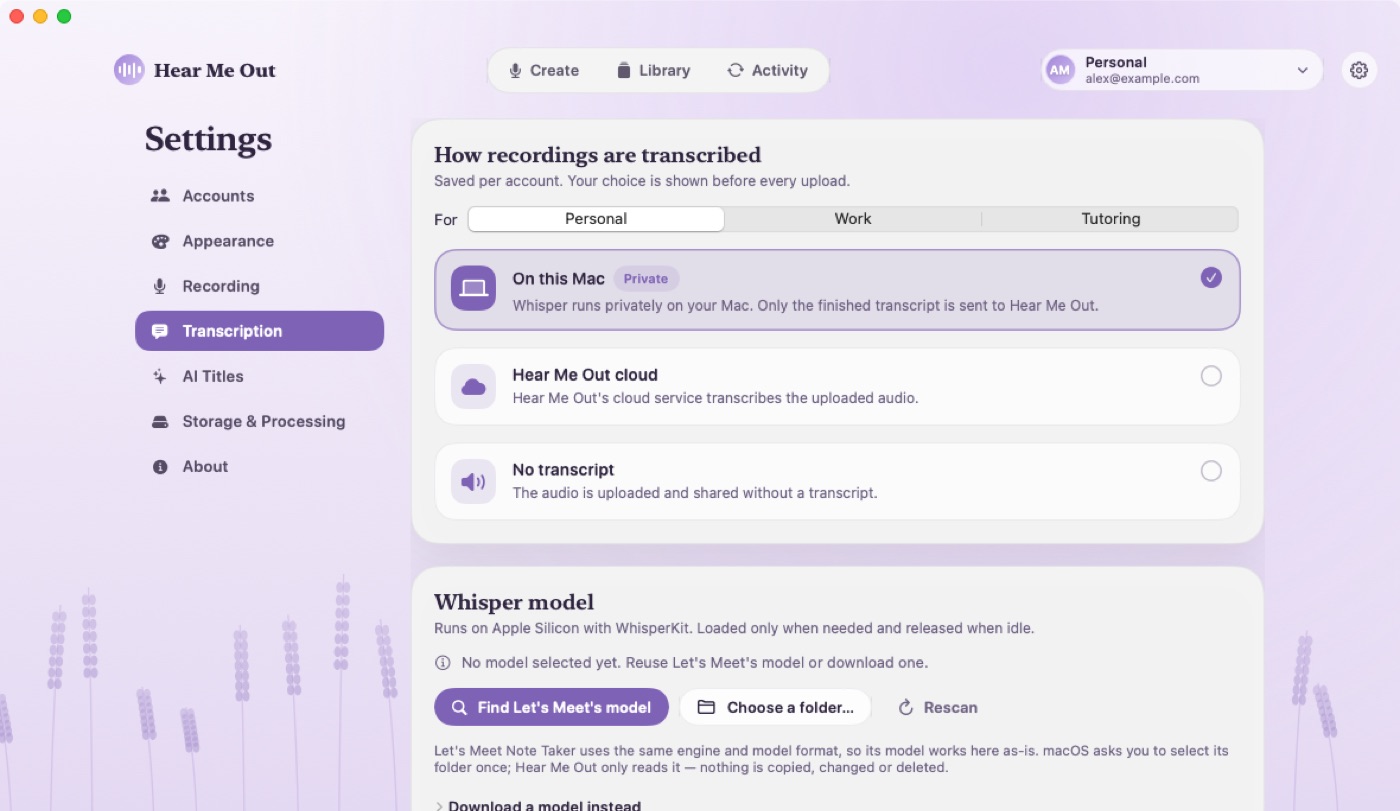 Hear Me Out
Create
Library
Activity
AM
Personal
alex@example.com
Settings
Accounts
Appearance
Recording
Transcription
AI Titles
Storage & Processing
About
How recordings are transcribed
Saved per account. Your choice is shown before every upload.
For
Personal
Work
Tutoring
On this Mac
Private
Whisper runs privately on your Mac. Only the finished transcript is sent to Hear Me Out.
Hear Me Out cloud
Hear Me Out's cloud service transcribes the uploaded audio.
No transcript
The audio is uploaded and shared without a transcript.
Whisper model
Runs on Apple Silicon with WhisperKit. Loaded only when needed and released when idle.
No model selected yet. Reuse Let's Meet's model or download one.
Find Let's Meet's model
Choose a folder...
Rescan
Let's Meet Note Taker uses the same engine and model format, so its model works here as-is. macOS asks you to select its
folder once; Hear Me Out only reads it — nothing is copied, changed or deleted.
Download a model instead